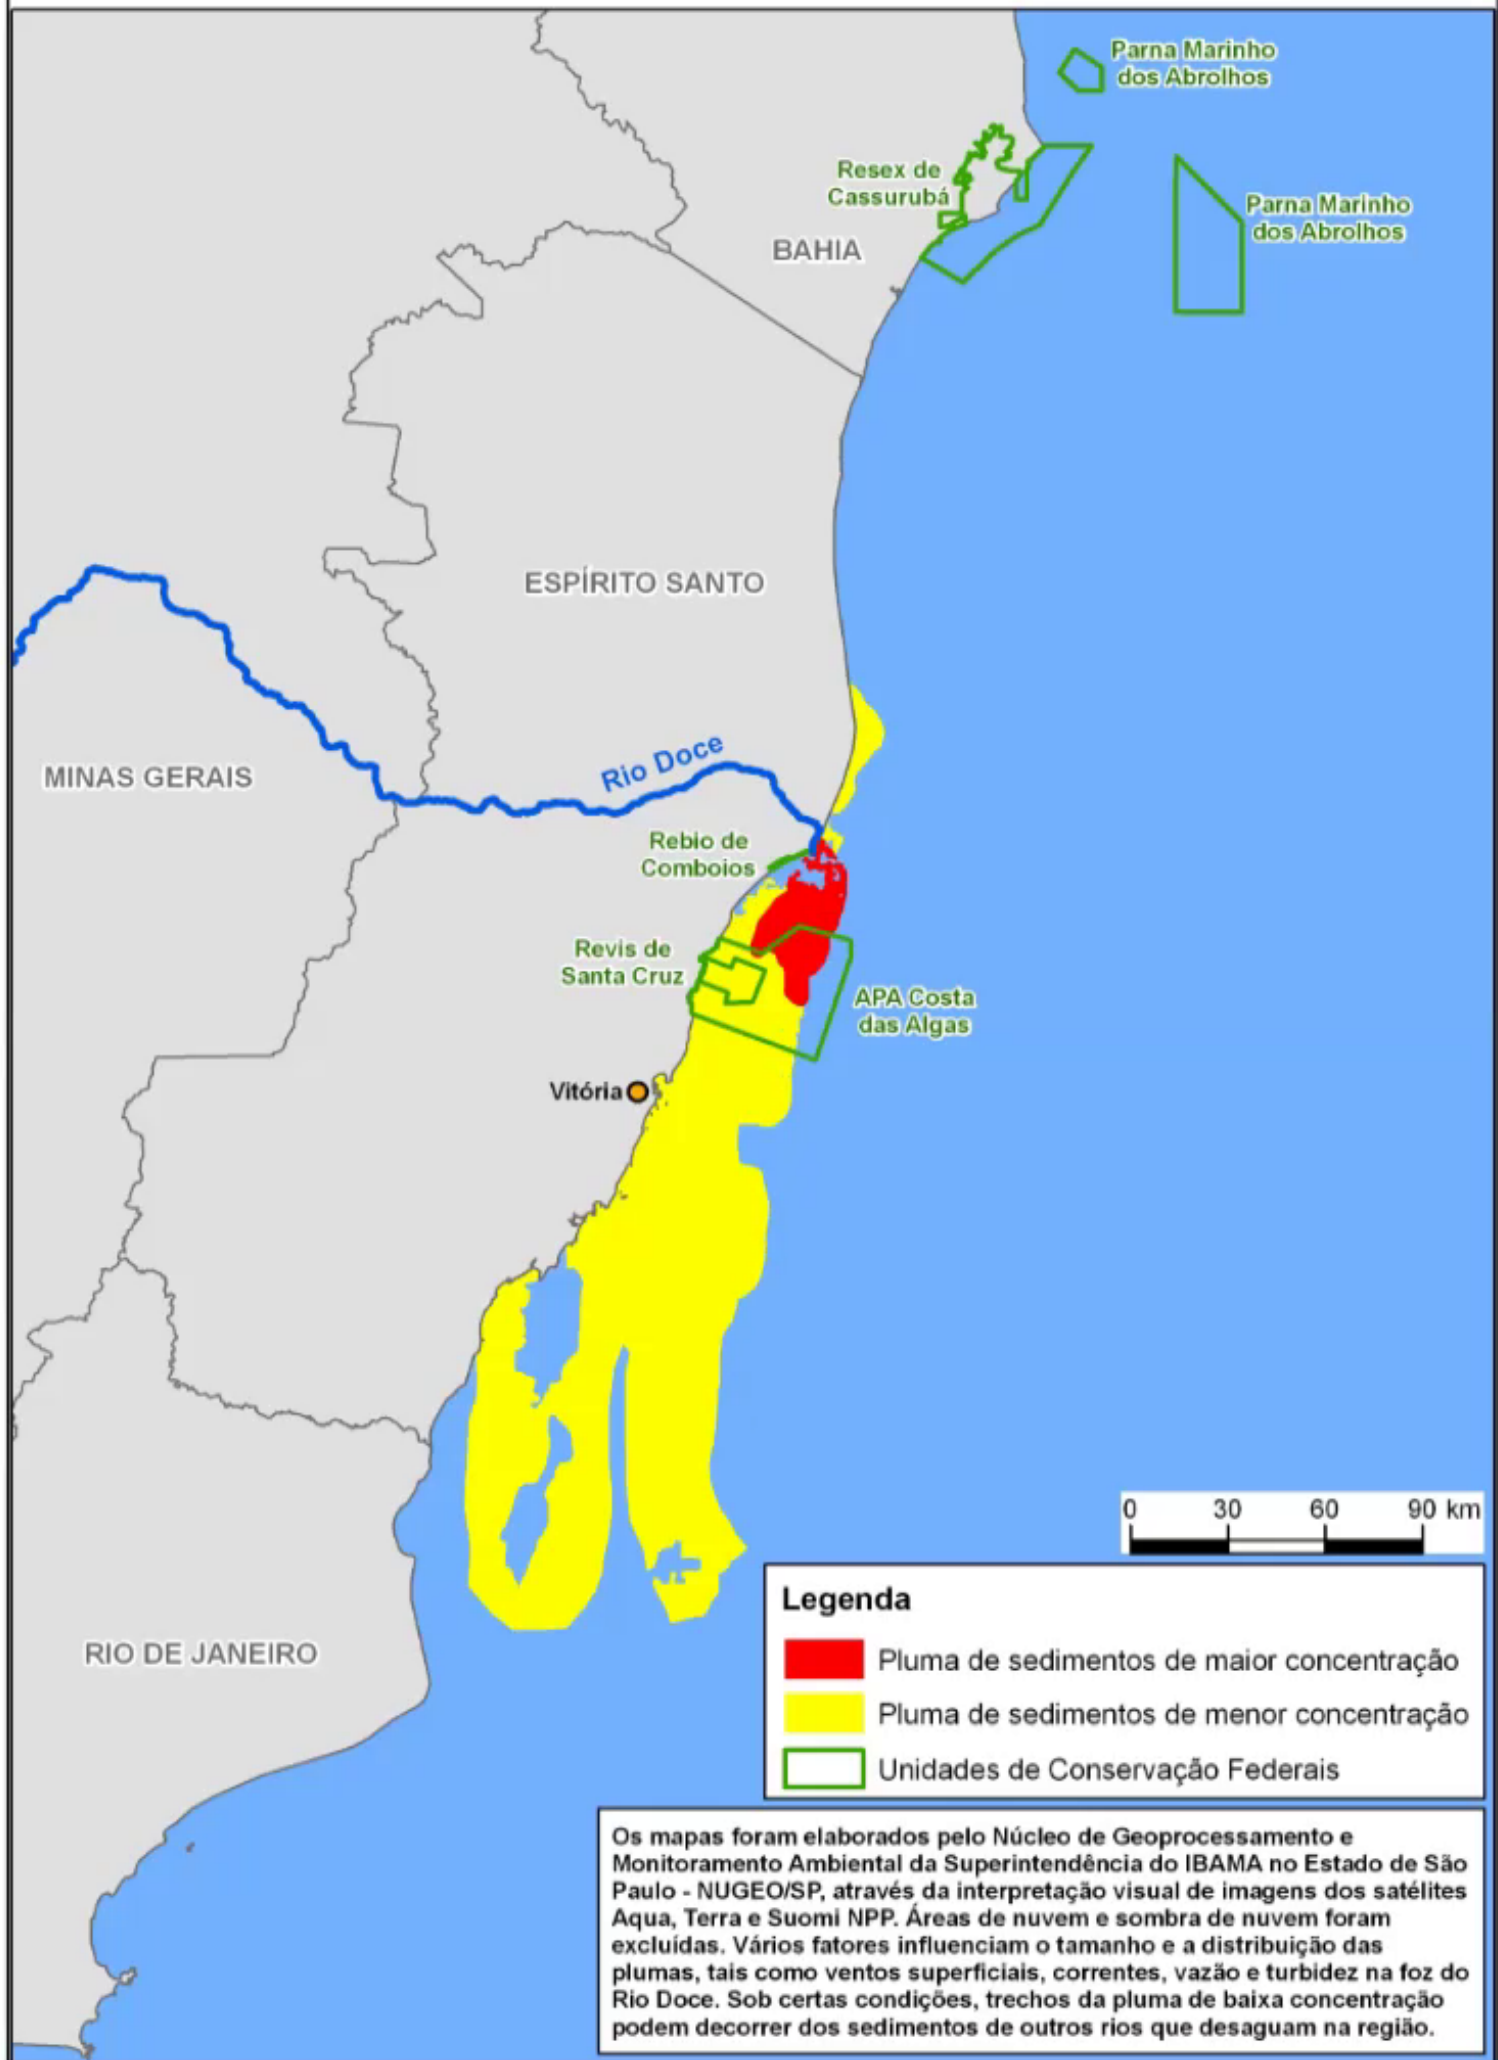 Parna Marinho
dos Abrolhos
Resex de
Cassurubá
Parna Marinho
dos Abrolhos
BAHIA
ESPÍRITO SANTO
Rio Doce
MINAS GERAIS
Rebio de
Comboios
Revis de
Santa Cruz
APA Costa
das Algas
Vitória
0 30 60 90 km
Legenda
Pluma de sedimentos de maior concentração
Pluma de sedimentos de menor concentração
Unidades de Conservação Federais
RIO DE JANEIRO
Os mapas foram elaborados pelo Núcleo de Geoprocessamento e
Monitoramento Ambiental da Superintendência do IBAMA no Estado de São
Paulo - NUGEO/SP, através da interpretação visual de imagens dos satélites
Aqua, Terra e Suomi NPP. Áreas de nuvem e sombra de nuvem foram
excluídas. Vários fatores influenciam o tamanho e a distribuição das
plumas, tais como ventos superficiais, correntes, vazão e turbidez na foz do
Rio Doce. Sob certas condições, trechos da pluma de baixa concentração
podem decorrer dos sedimentos de outros rios que desaguam na região.